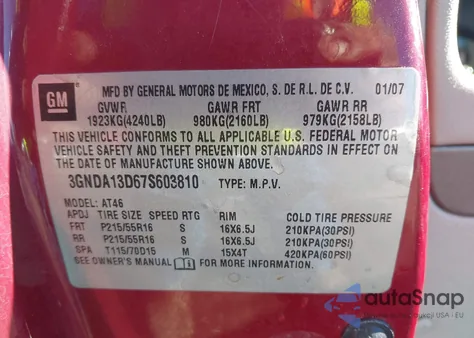 GM
MFD BY GENERAL MOTORS DE MEXICO, S. DE R.L. DE C.V. 01/07
GVWR GAWR FRT GAWR RR
1923KG(4240LB) 980KG(2160LB) 979KG(2158LB)
THIS VEHICLE CONFORMS TO ALL APPLICABLE U.S. FEDERAL MOTOR
VEHICLE SAFETY AND THEFT PREVENTION STANDARDS IN EFFECT ON
THE DATE OF MANUFACTURE SHOWN ABOVE.
3GNDA13D67S603810 TYPE: M.P.V.
MODEL: AT46
APDJ TIRE SIZE SPEED RTG RIM COLD TIRE PRESSURE
FRT P215/55R16 S 16X6.5J 210KPA(30PSI)
RR P215/55R16 S 16X6.5J 210KPA(30PSI)
SPA T115/70D15 M 15X4T 420KPA(60PSI)
SEE OWNER'S MANUAL FOR MORE INFORMATION.
autoSnap